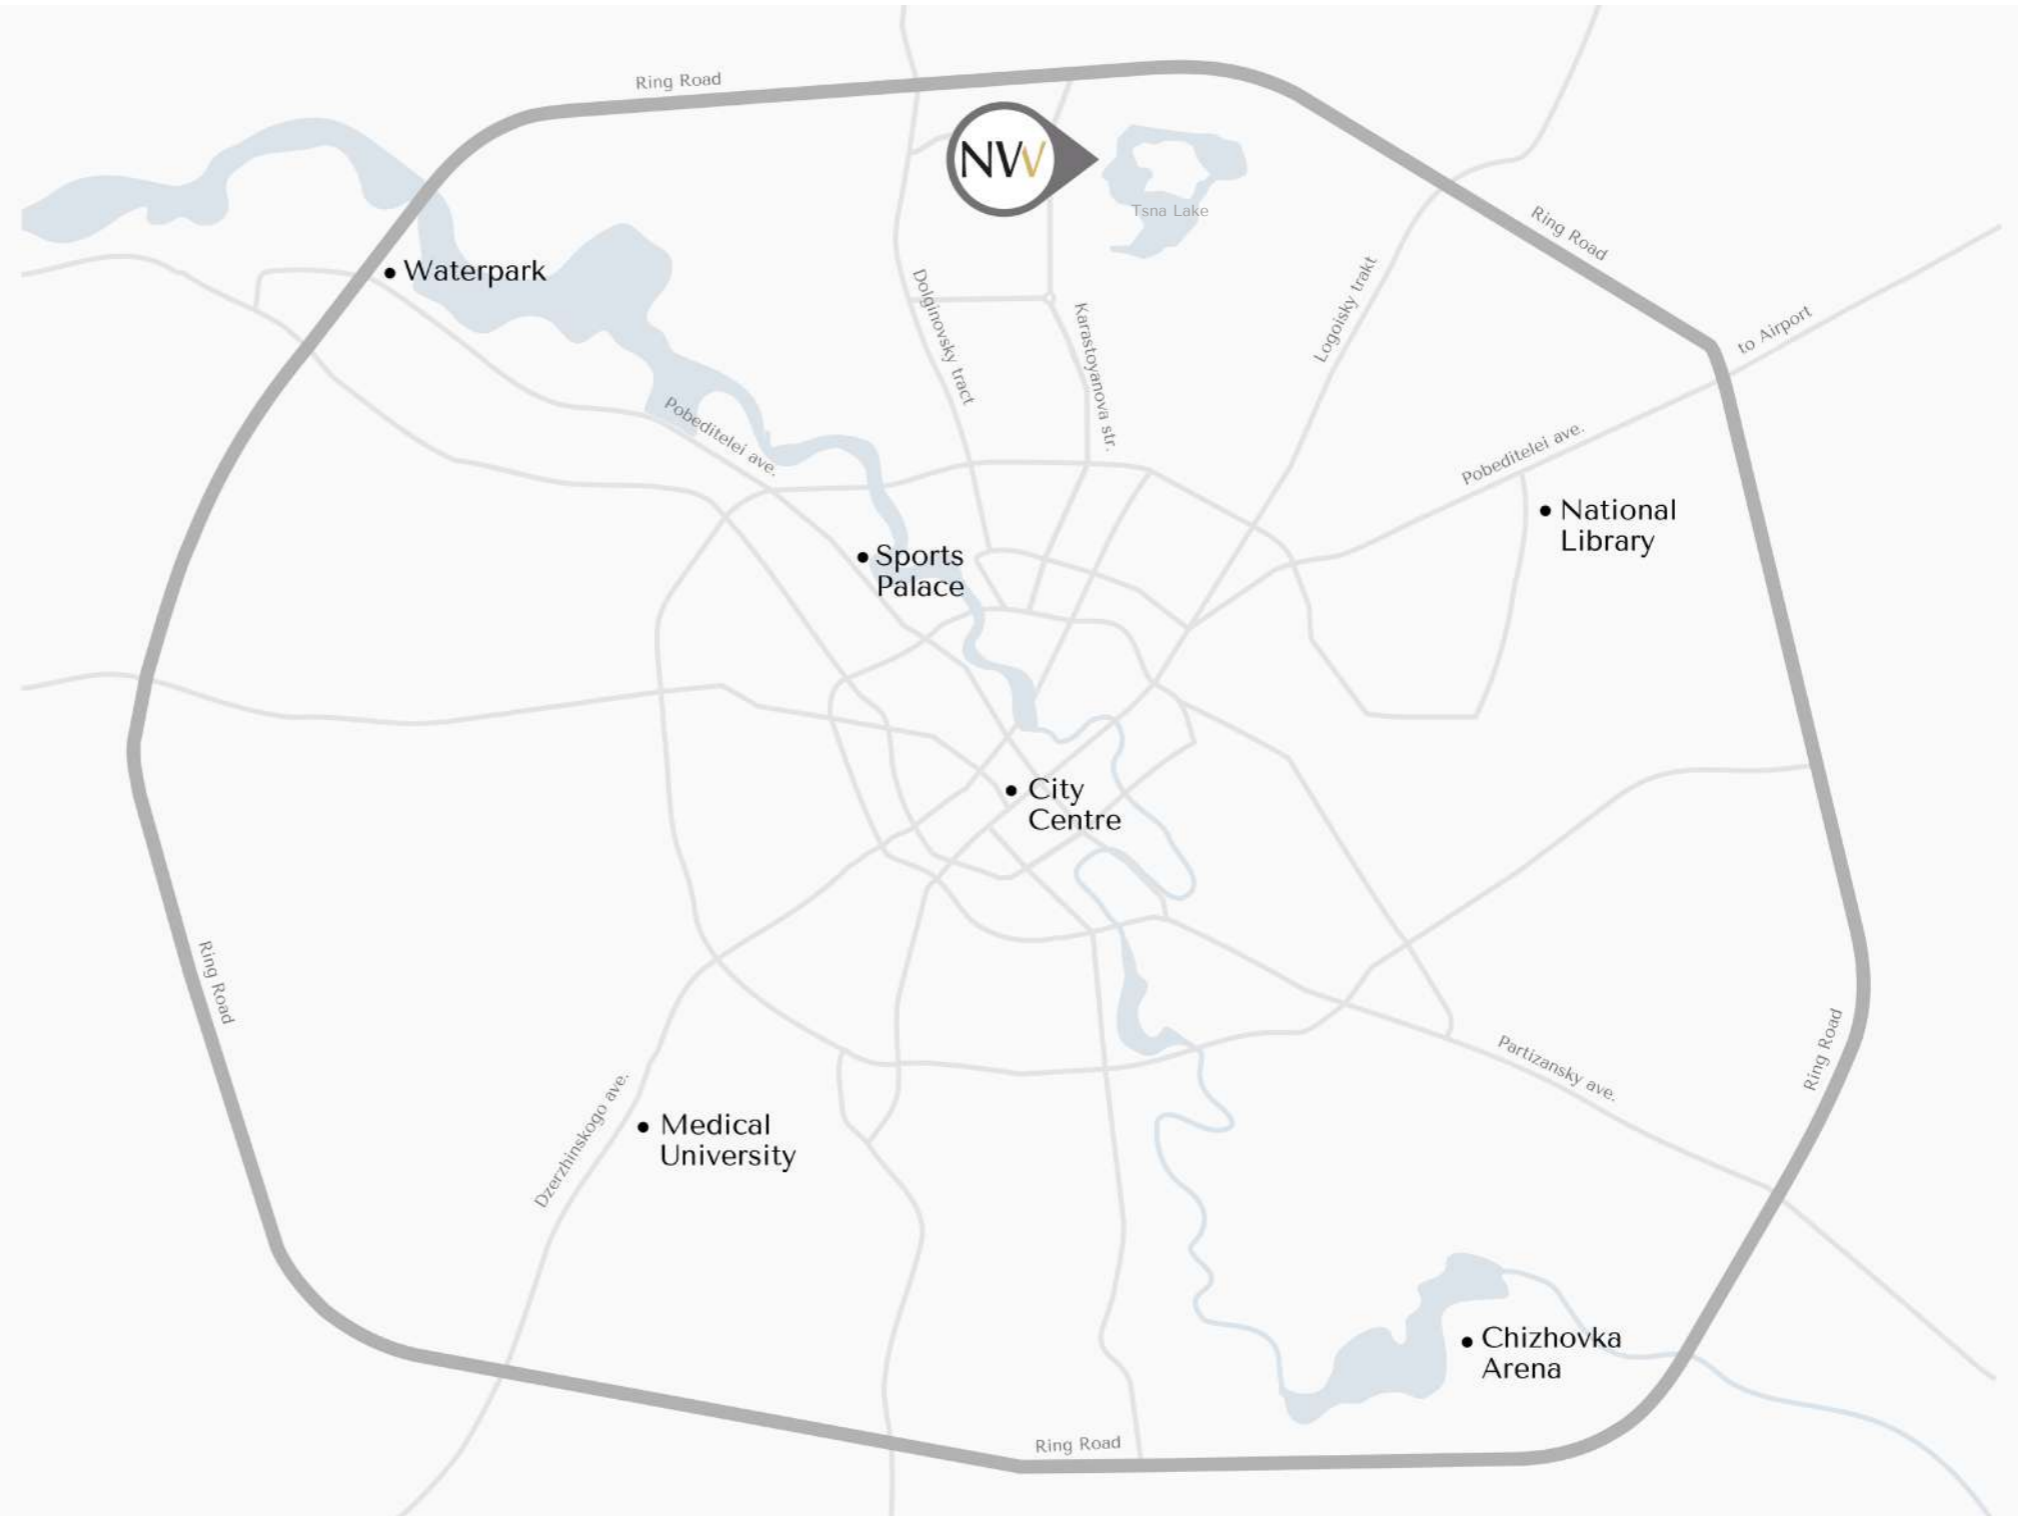 Ring Road
NW
Tsna Lake
Ring Road
Waterpark
Dolginovsky tract
Karastoyanova str.
Logoisky trakt
to Airport
Pobeditelei ave.
Pobeditelei ave.
National
Library
Sports
Palace
City
Centre
Ring Road
Ring Road
Partizansky ave.
Dzerzhinskogo ave.
Medical
University
Chizhovka
Arena
Ring Road